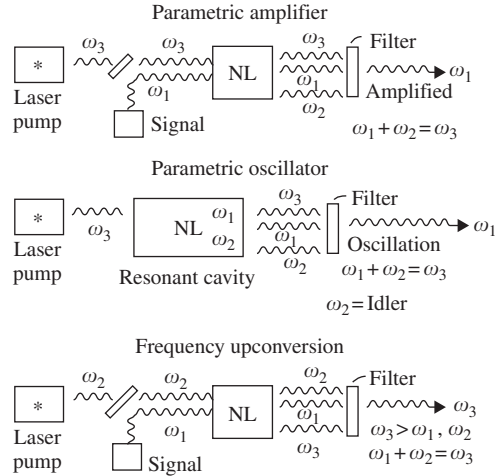 Parametric amplifier
ω₃ ω₃ ω₃ Filter
* NL ω₁
Laser pump ω₁ ω₁ Amplified
ω₂
Signal ω₁ + ω₂ = ω₃
Parametric oscillator
* ω₃ NL ω₁ ω₃ Filter
ω₂ ω₁ ω₁
Laser pump ω₂ Oscillation
Resonant cavity ω₁ + ω₂ = ω₃
ω₂ = Idler
Frequency upconversion
ω₂ ω₂ ω₂ Filter
* NL ω₃
Laser pump ω₁ ω₁ ω₃ > ω₁ , ω₂
Signal ω₃ ω₁ + ω₂ = ω₃